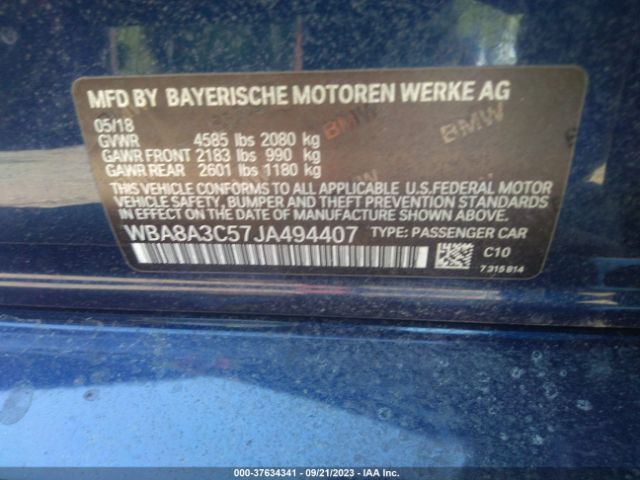 MFD BY BAYERISCHE MOTOREN WERKE AG
05/18
GVWR 4585 lbs 2080 kg
GAWR FRONT 2183 lbs 990 kg
GAWR REAR 2601 lbs 1180 kg
THIS VEHICLE CONFORMS TO ALL APPLICABLE U.S.FEDERAL MOTOR
VEHICLE SAFETY, BUMPER AND THEFT PREVENTION STANDARDS IN
EFFECT ON THE DATE OF MANUFACTURE SHOWN ABOVE.
WBA8A3C57JA494407 TYPE: PASSENGER CAR
C10
7 315 814
BMW
BMW
000-37634341 - 09/21/2023 - IAA Inc.